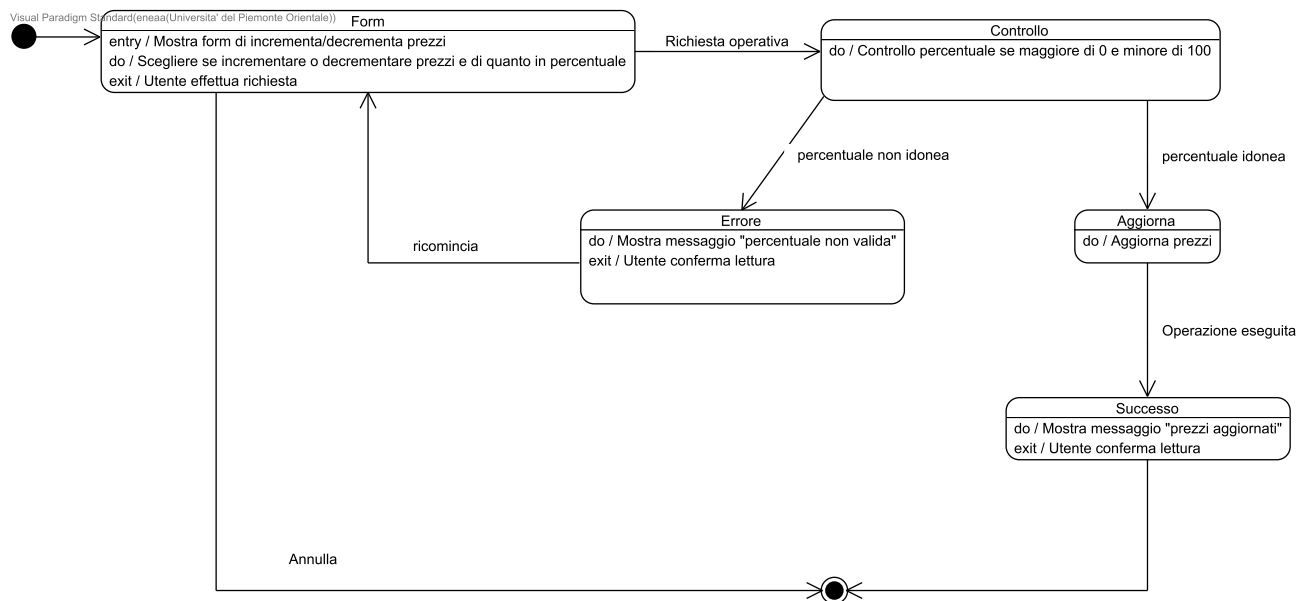 Visual Paradigm Standard(eneaa(Universita' del Piemonte Orientale))
Form
entry / Mostra form di incrementa/decrementa prezzi
do / Scegliere se incrementare o decrementare prezzi e di quanto in percentuale
exit / Utente effettua richiesta
Richiesta operativa
Controllo
do / Controllo percentuale se maggiore di 0 e minore di 100
percentuale non idonea
percentuale idonea
Errore
do / Mostra messaggio "percentuale non valida"
exit / Utente conferma lettura
ricomincia
Aggiorna
do / Aggiorna prezzi
Operazione eseguita
Successo
do / Mostra messaggio "prezzi aggiornati"
exit / Utente conferma lettura
Annulla